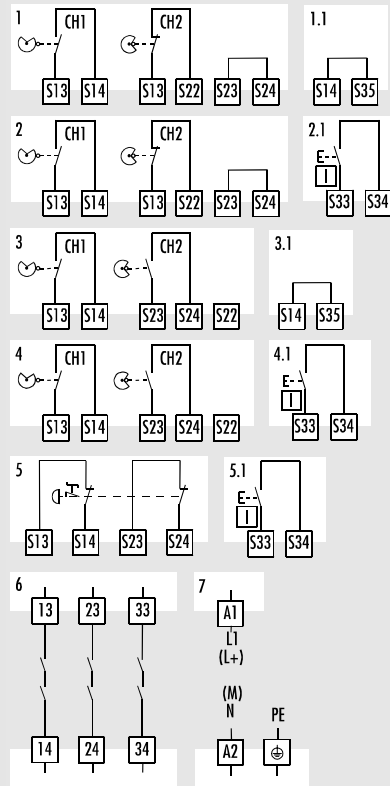 1 CH1 CH2 1.1
S13 S14 S13 S22 S23 S24 S14 S35
2 CH1 CH2 2.1
E
I
S13 S14 S13 S22 S23 S24 S33 S34
3 CH1 CH2 3.1
S13 S14 S23 S24 S22 S14 S35
4 CH1 CH2 4.1
E
I
S13 S14 S23 S24 S22 S33 S34
5 5.1
E
I
S13 S14 S23 S24 S33 S34
6 7
13 23 33 A1
L1
(L+)
(M)
N PE
14 24 34 A2